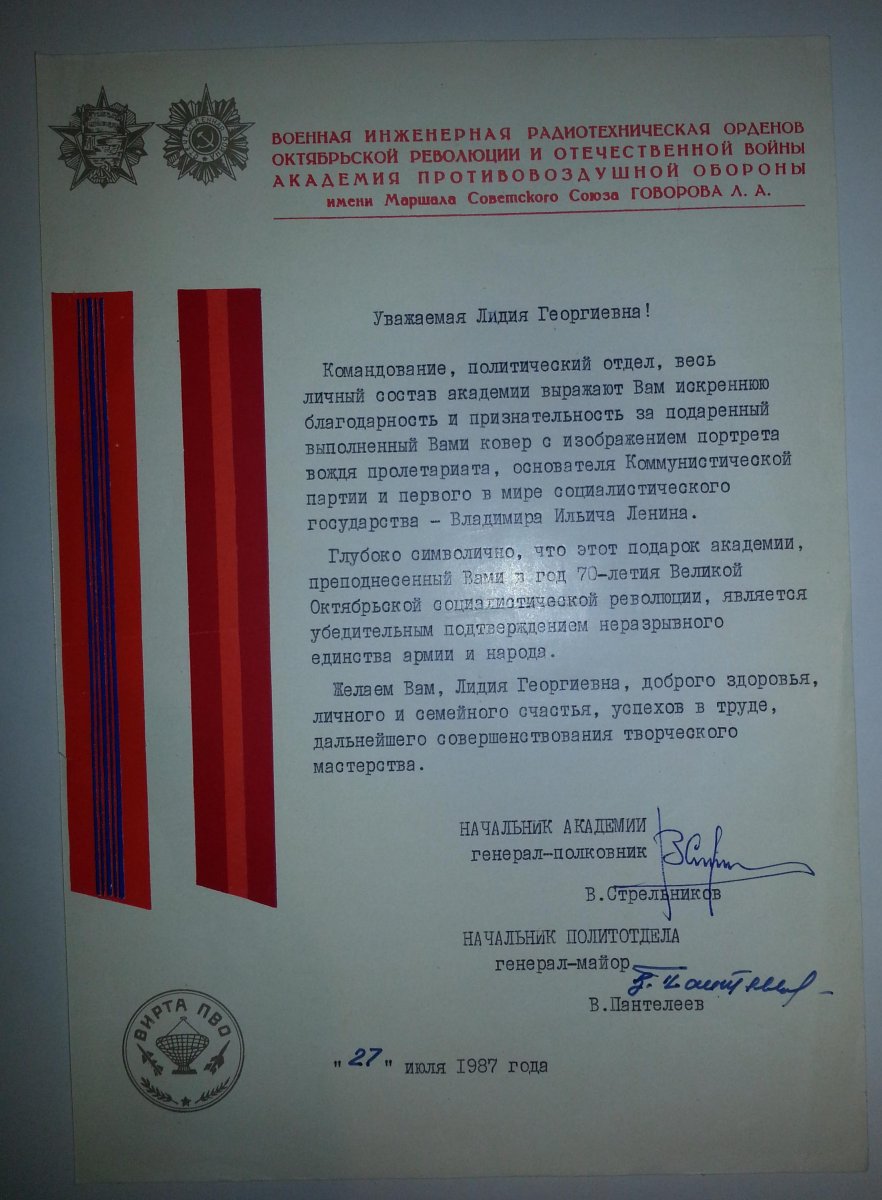 ВОЕННАЯ ИНЖЕНЕРНАЯ РАДИОТЕХНИЧЕСКАЯ ОРДЕНОВ
ОКТЯБРЬСКОЙ РЕВОЛЮЦИИ И ОТЕЧЕСТВЕННОЙ ВОЙНЫ
АКАДЕМИЯ ПРОТИВОВОЗДУШНОЙ ОБОРОНЫ
имени Маршала Советского Союза ГОВОРОВА Л. А.
Уважаемая Лидия Георгиевна!
Командование, политический отдел, весь
личный состав академии выражают Вам искреннюю
благодарность и признательность за подаренный
выполненный Вами ковер с изображением портрета
вождя пролетариата, основателя Коммунистической
партии и первого в мире социалистического
государства – Владимира Ильича Ленина.
Глубоко символично, что этот подарок академии,
преподнесенный Вами в год 70-летия Великой
Октябрьской социалистической революции, является
убедительным подтверждением неразрывного
единства армии и народа.
Желаем Вам, Лидия Георгиевна, доброго здоровья,
личного и семейного счастья, успехов в труде,
дальнейшего совершенствования творческого
мастерства.
НАЧАЛЬНИК АКАДЕМИИ
генерал-полковник
В.Стрельников
НАЧАЛЬНИК ПОЛИТОТДЕЛА
генерал-майор
В.Пантелеев
ВИРТА ПВО
"27" июля 1987 года